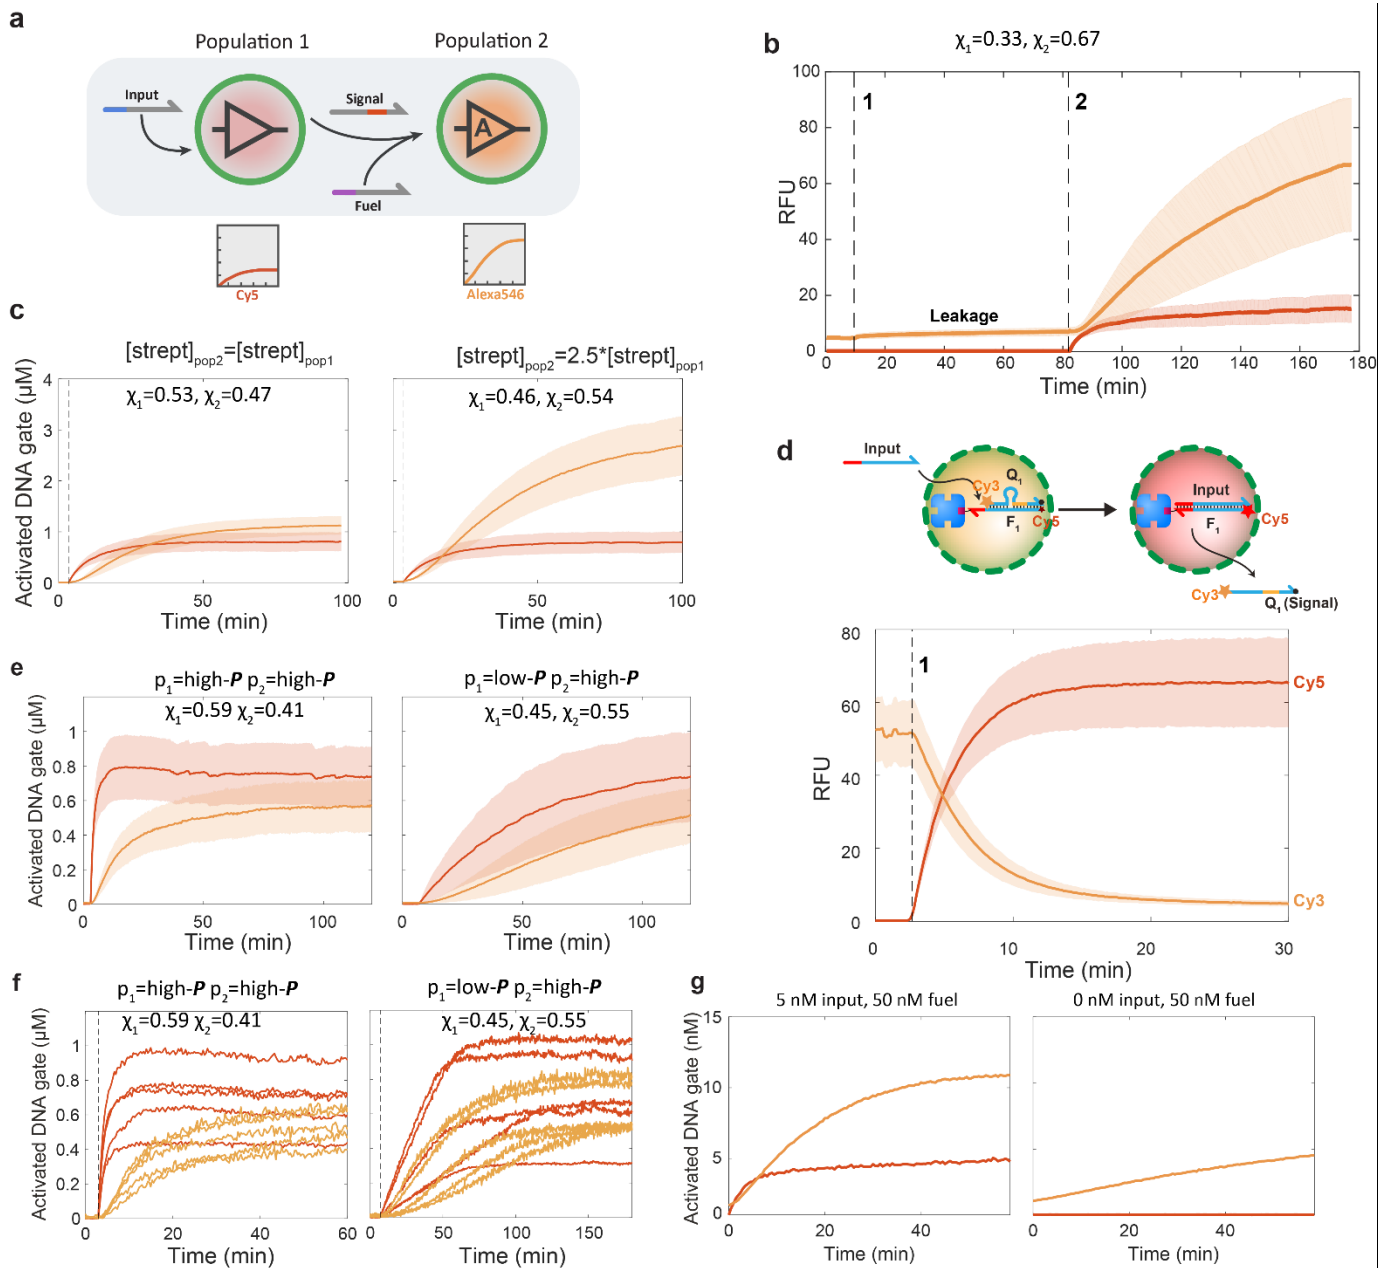 a
Population 1
Population 2
Input
Signal
A
Fuel
Cy5
Alexa546
b
χ1=0.33, χ2=0.67
1
2
Leakage
RFU
100
80
60
40
20
0
0 20 40 60 80 100 120 140 160 180
Time (min)
c
[strept]pop2=[strept]pop1
χ1=0.53, χ2=0.47
Activated DNA gate (μM)
4
3
2
1
0
0 50 100
Time (min)
[strept]pop2=2.5*[strept]pop1
χ1=0.46, χ2=0.54
0 50 100
Time (min)
d
Input
Cy3
Q1
F1
Cy5
Input
F1
Cy5
Cy3
Q1 (Signal)
1
RFU
80
60
40
20
0
Cy5
Cy3
0 10 20 30
Time (min)
e
p1=high-P p2=high-P
χ1=0.59 χ2=0.41
Activated DNA gate (μM)
1
0.8
0.6
0.4
0.2
0
0 50 100
Time (min)
p1=low-P p2=high-P
χ1=0.45, χ2=0.55
0 50 100
Time (min)
f
p1=high-P p2=high-P
χ1=0.59 χ2=0.41
Activated DNA gate (μM)
1
0.8
0.6
0.4
0.2
0
0 20 40 60
Time (min)
p1=low-P p2=high-P
χ1=0.45, χ2=0.55
0 50 100 150
Time (min)
g
5 nM input, 50 nM fuel
Activated DNA gate (nM)
15
10
5
0
0 20 40
Time (min)
0 nM input, 50 nM fuel
0 20 40
Time (min)